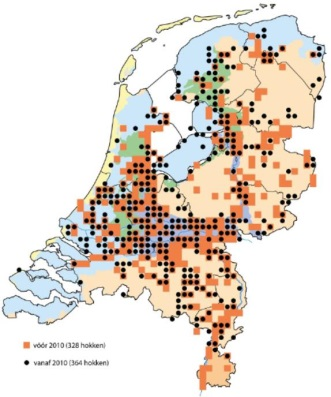 vóór 2010 (328 hokken)
vanaf 2010 (364 hokken)